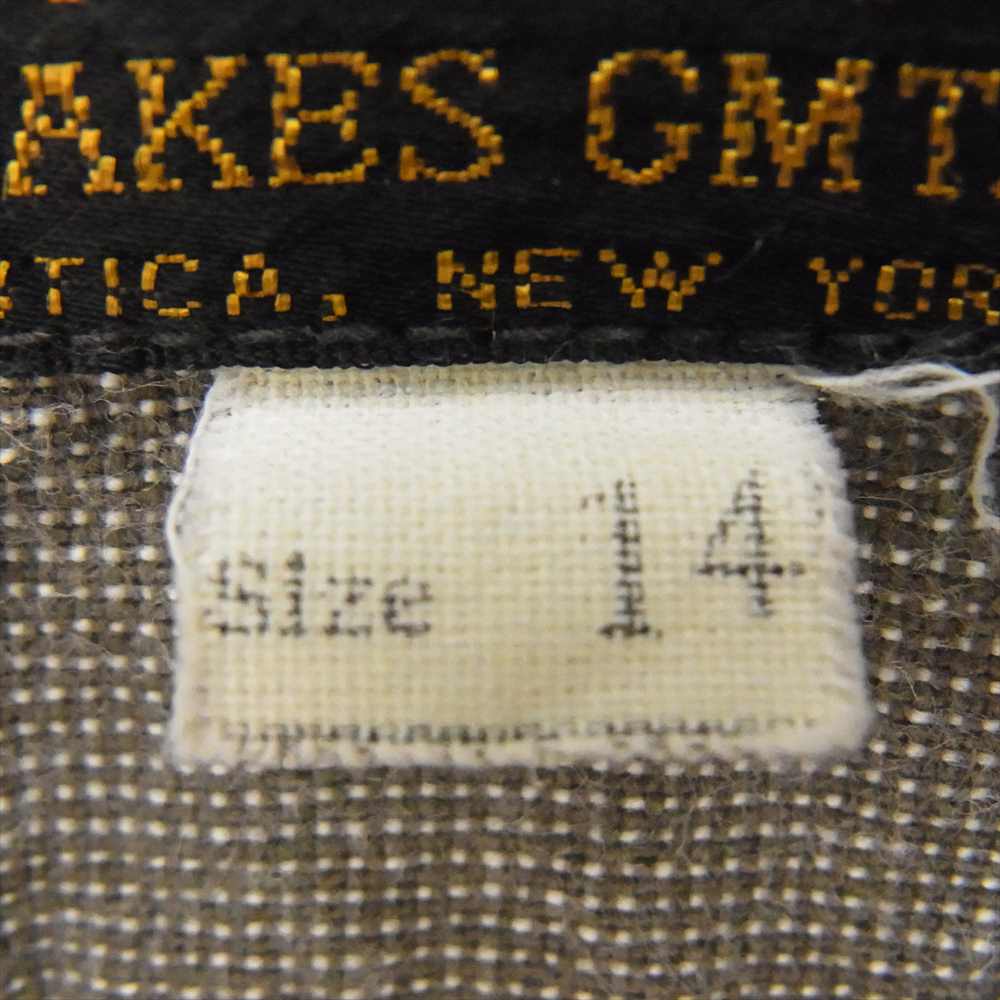 AKES GMT
TICA, NEW YOR
Size 14